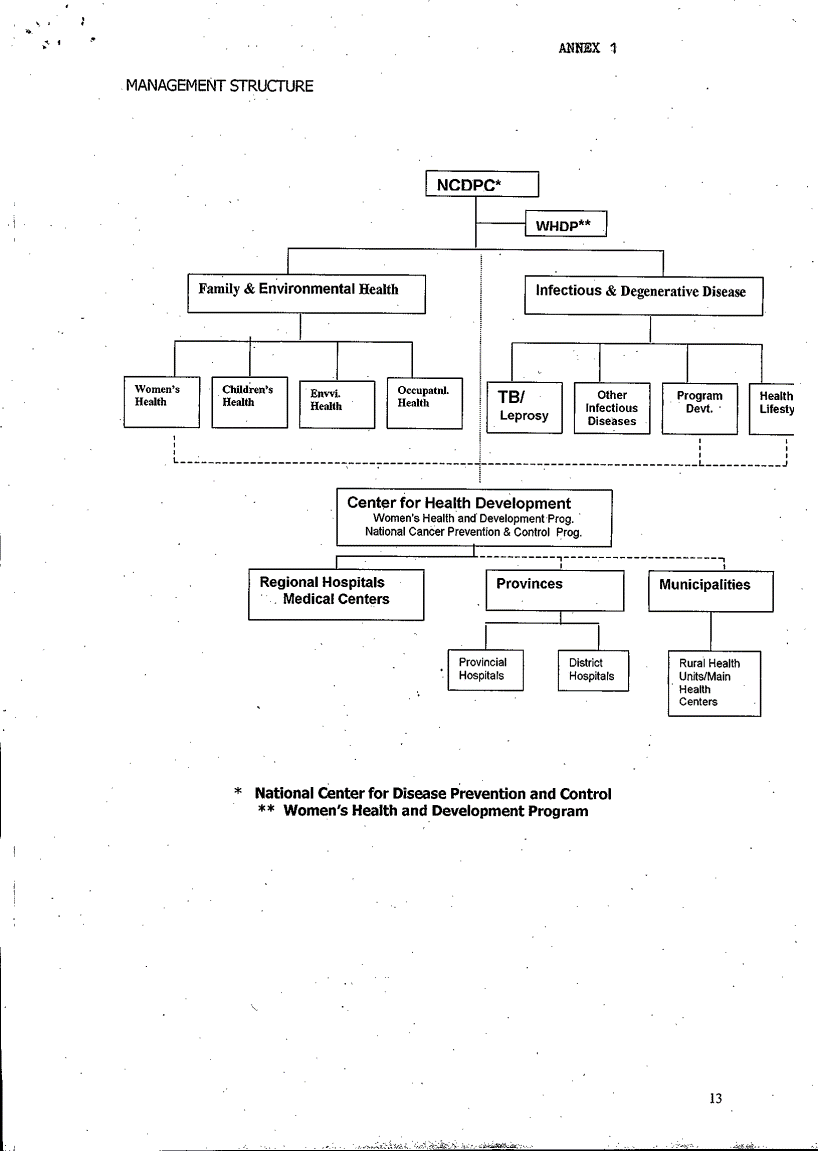 ANNEX 1
MANAGEMENT STRUCTURE
NCDPC*
WHDP**
Family & Environmental Health
Infectious & Degenerative Disease
Women's
Health
Children's
Health
Envvi.
Health
Occupatnl.
Health
TB/
Leprosy
Other
Infectious
Diseases
Program
Devt.
Health
Lifesty
Center for Health Development
Women's Health and Development Prog.
National Cancer Prevention & Control Prog.
Regional Hospitals
Medical Centers
Provinces
Municipalities
Provincial
Hospitals
District
Hospitals
Rural Health
Units/Main
Health
Centers
* National Center for Disease Prevention and Control
** Women's Health and Development Program
13